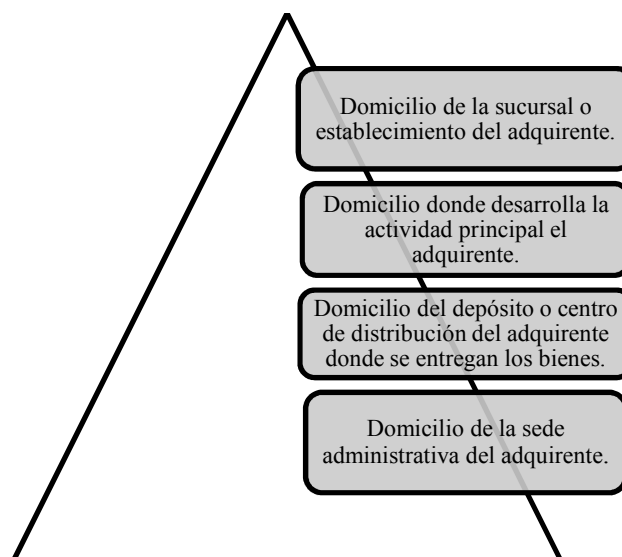 Domicilio de la sucursal o
establecimiento del adquirente.
Domicilio donde desarrolla la
actividad principal el
adquirente.
Domicilio del depósito o centro
de distribución del adquirente
donde se entregan los bienes.
Domicilio de la sede
administrativa del adquirente.